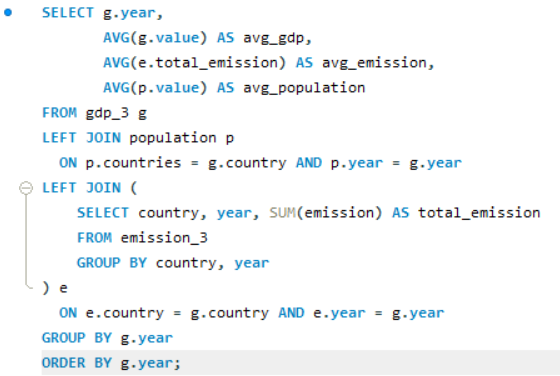 SELECT g.year,
AVG(g.value) AS avg_gdp,
AVG(e.total_emission) AS avg_emission,
AVG(p.value) AS avg_population
FROM gdp_3 g
LEFT JOIN population p
ON p.countries = g.country AND p.year = g.year
LEFT JOIN (
SELECT country, year, SUM(emission) AS total_emission
FROM emission_3
GROUP BY country, year
) e
ON e.country = g.country AND e.year = g.year
GROUP BY g.year
ORDER BY g.year;